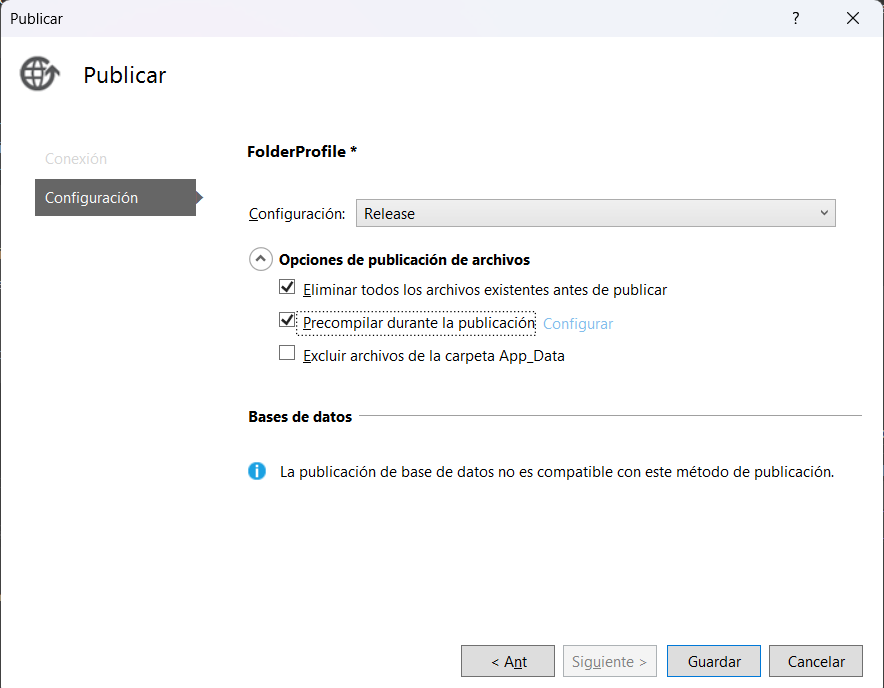 Publicar
?
Publicar
Conexión
Configuración
FolderProfile *
Configuración: Release
Opciones de publicación de archivos
Eliminar todos los archivos existentes antes de publicar
Precompilar durante la publicación Configurar
Excluir archivos de la carpeta App_Data
Bases de datos
La publicación de base de datos no es compatible con este método de publicación.
< Ant Siguiente > Guardar Cancelar